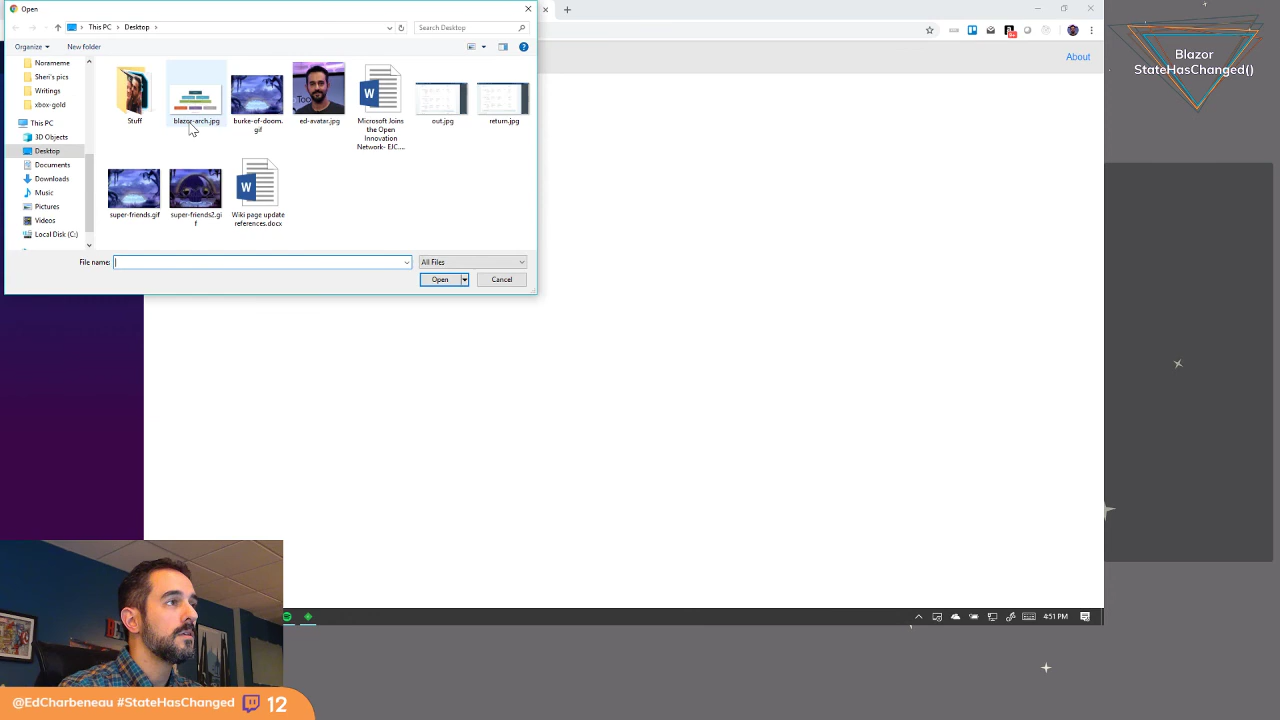 Open
This PC
Desktop
Search Desktop
About
Blazor
StateHasChanged()
Organize
New folder
Norameme
Sheri's pics
Writings
xbox-gold
This PC
3D Objects
Desktop
Documents
Downloads
Music
Pictures
Videos
Local Disk (C:)
Stuff
blazor-arch.jpg
burke-of-doom.
gif
ed-avatar.jpg
Microsoft Joins
the Open
Innovation
Network- EJC....
out.jpg
return.jpg
super-friends.gif
super-friends2.gi
f
Wiki page update
references.docx
File name:
All Files
Open
Cancel
4:51 PM
@EdCharbeneau #StateHasChanged 12